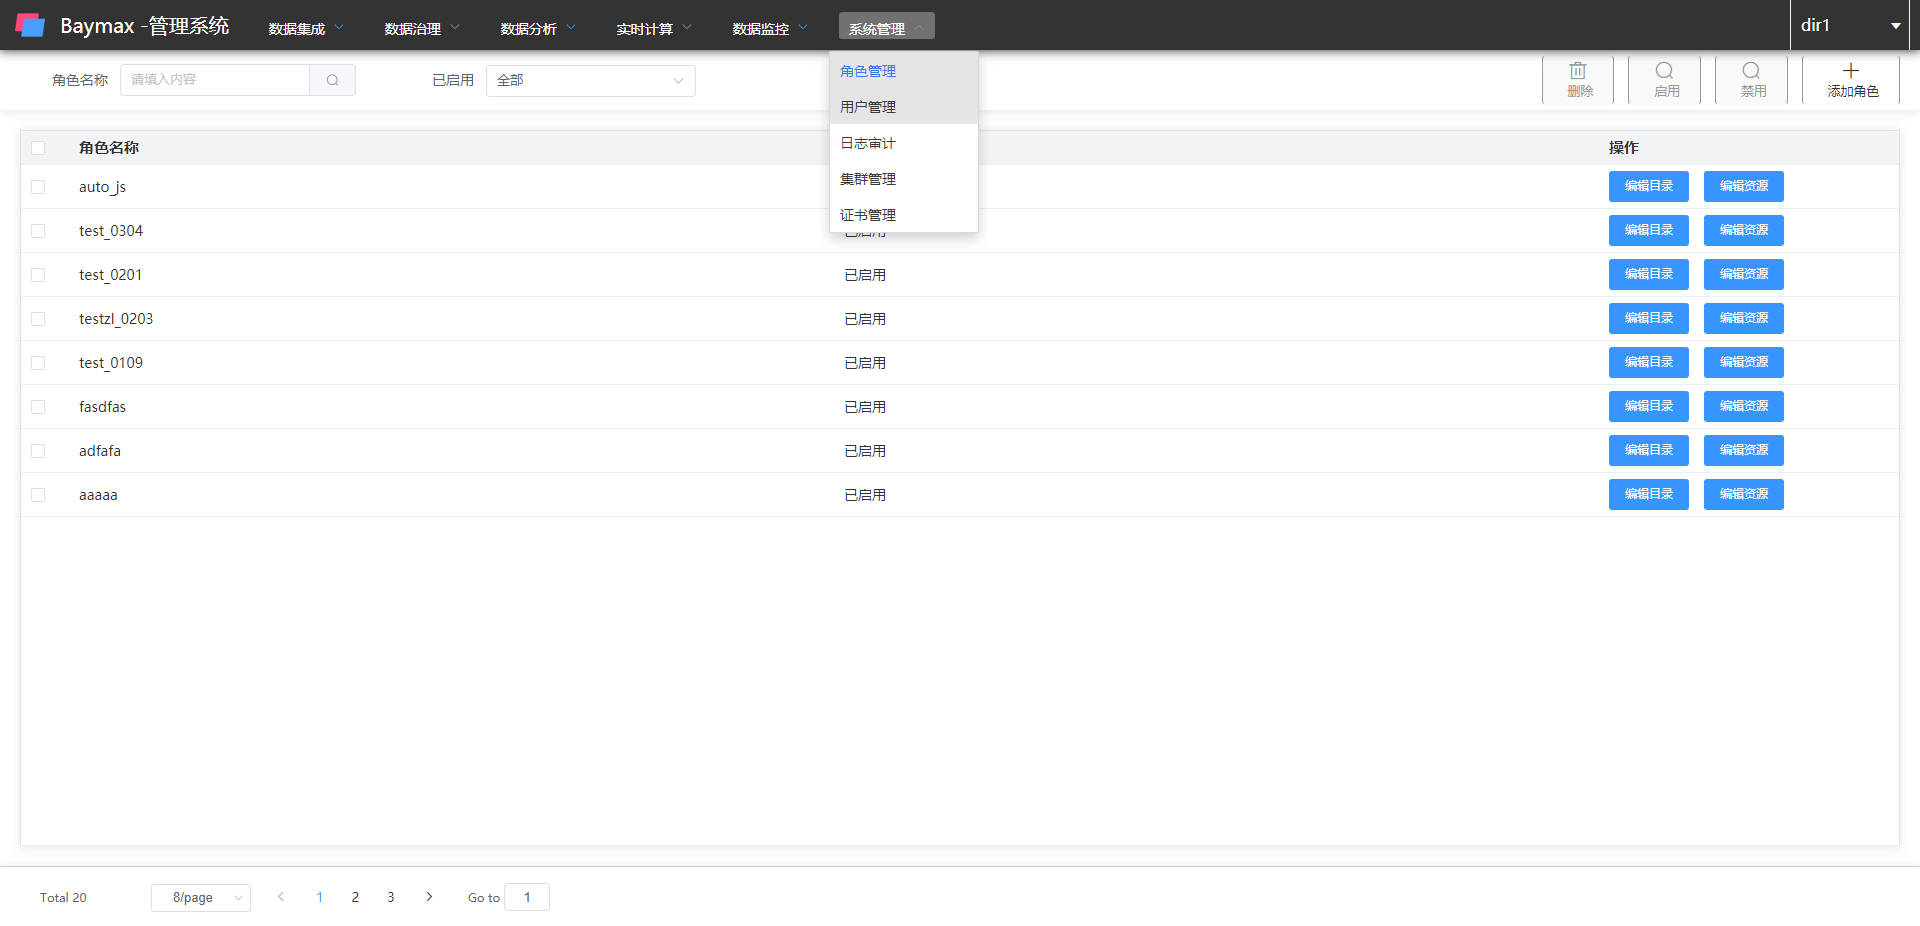 Baymax -管理系统 数据集成 数据治理 数据分析 实时计算 数据监控 系统管理 dir1
角色名称 请填入内容 已启用 全部 删除 启用 禁用 添加角色
角色管理
用户管理
日志审计
集群管理
证书管理
角色名称 操作
auto_js 编辑目录 编辑资源
test_0304 已启用 编辑目录 编辑资源
test_0201 已启用 编辑目录 编辑资源
testzl_0203 已启用 编辑目录 编辑资源
test_0109 已启用 编辑目录 编辑资源
fasdfas 已启用 编辑目录 编辑资源
adfafa 已启用 编辑目录 编辑资源
aaaaa 已启用 编辑目录 编辑资源
Total 20 8/page 1 2 3 Go to 1